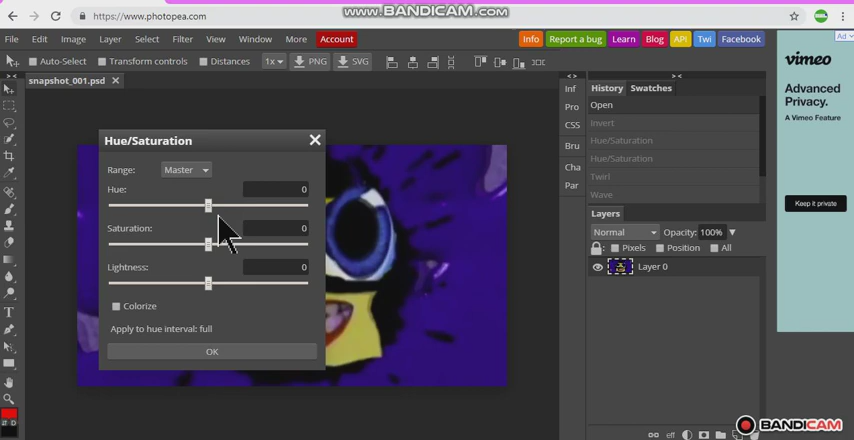 https://www.photopea.com
www.BANDICAM.com
File Edit Image Layer Select Filter View Window More Account
Info Report a bug Learn Blog API Twi Facebook
Auto-Select Transform controls Distances 1x PNG SVG
snapshot_001.psd
Hue/Saturation
Range: Master
Hue: 0
Saturation: 0
Lightness: 0
Colorize
Apply to hue interval: full
OK
Inf
Pro
CSS
Bru
Cha
Par
History Swatches
Open
Invert
Hue/Saturation
Hue/Saturation
Twirl
Wave
Layers
Normal Opacity: 100%
: Pixels Position All
Layer 0
eff
Ad
vimeo
Advanced
Privacy.
A Vimeo Feature
Keep it private
BANDICAM
D